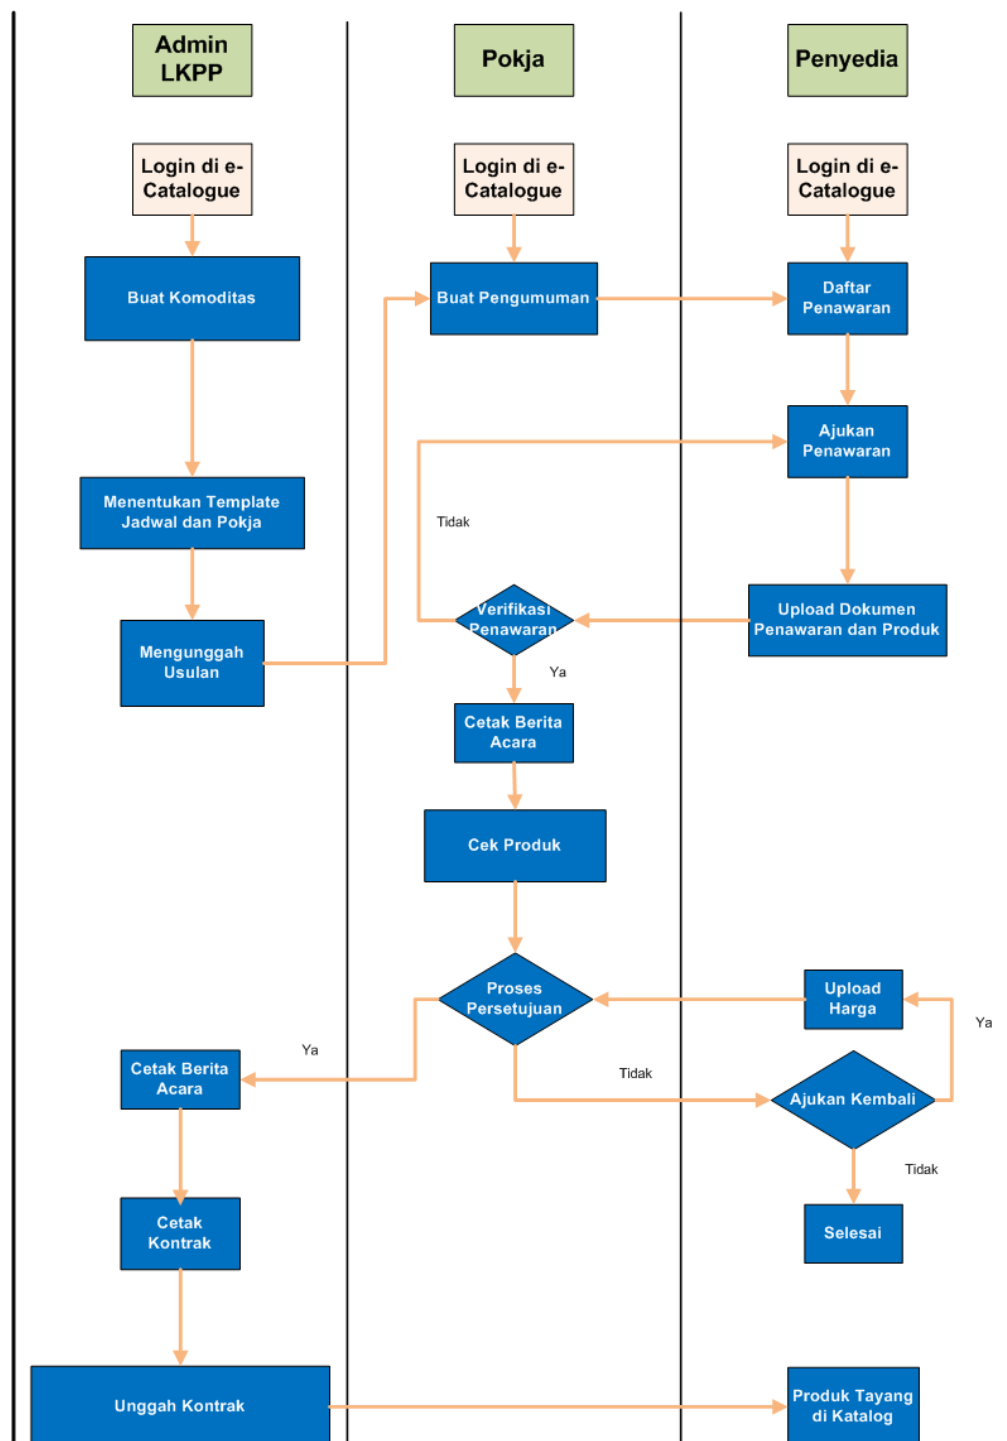 Admin
LKPP
Pokja
Penyedia
Login di e-
Catalogue
Login di e-
Catalogue
Login di e-
Catalogue
Buat Komoditas
Buat Pengumuman
Daftar
Penawaran
Ajukan
Penawaran
Menentukan Template
Jadwal dan Pokja
Tidak
Verifikasi
Penawaran
Upload Dokumen
Penawaran dan Produk
Mengunggah
Usulan
Ya
Cetak Berita
Acara
Cek Produk
Proses
Persetujuan
Upload
Harga
Ya
Ya
Cetak Berita
Acara
Tidak
Ajukan Kembali
Tidak
Cetak
Kontrak
Selesai
Unggah Kontrak
Produk Tayang
di Katalog